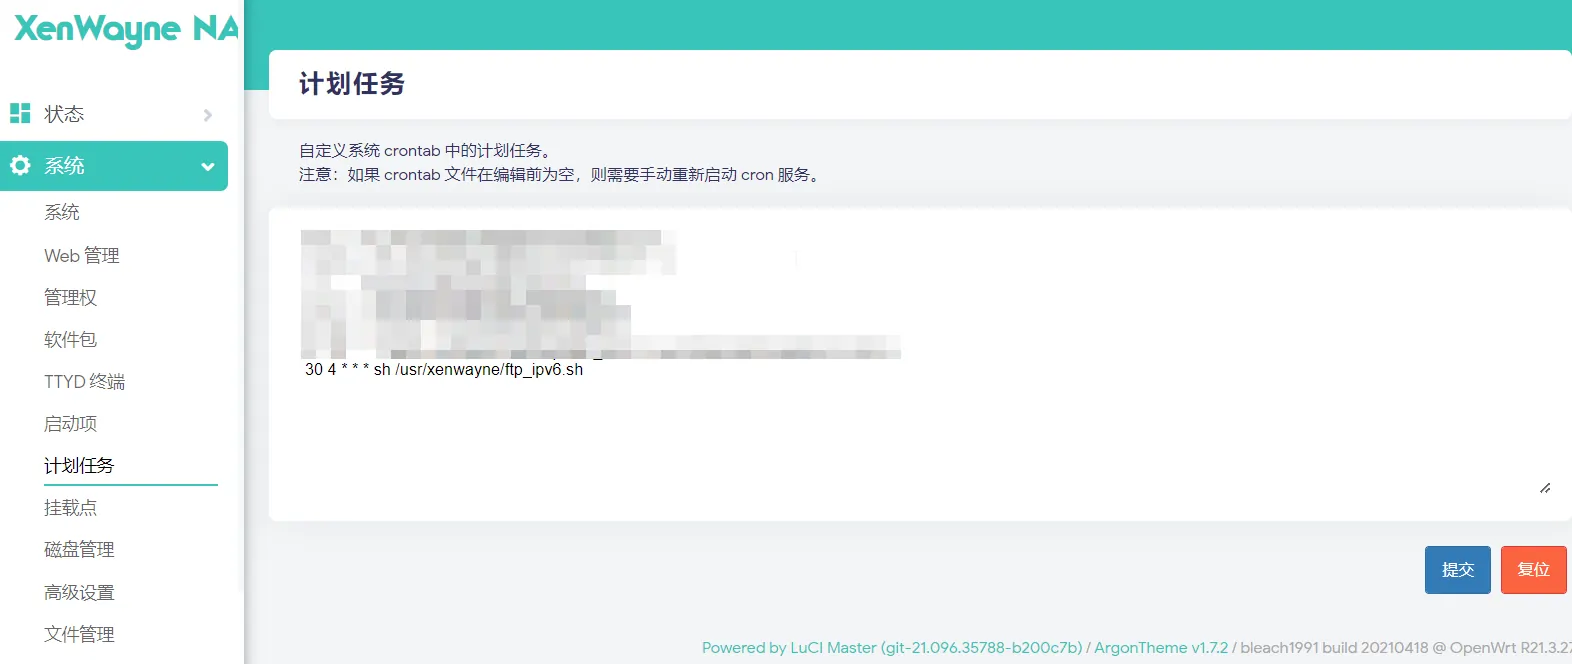 XenWayne NA
状态
系统
系统
Web 管理
管理权
软件包
TTYD 终端
启动项
计划任务
挂载点
磁盘管理
高级设置
文件管理
计划任务
自定义系统 crontab 中的计划任务。
注意：如果 crontab 文件在编辑前为空，则需要手动重新启动 cron 服务。
30 4 * * * sh /usr/xenwayne/ftp_ipv6.sh
提交
复位
Powered by LuCI Master (git-21.096.35788-b200c7b) / ArgonTheme v1.7.2 / bleach1991 build 20210418 @ OpenWrt R21.3.27